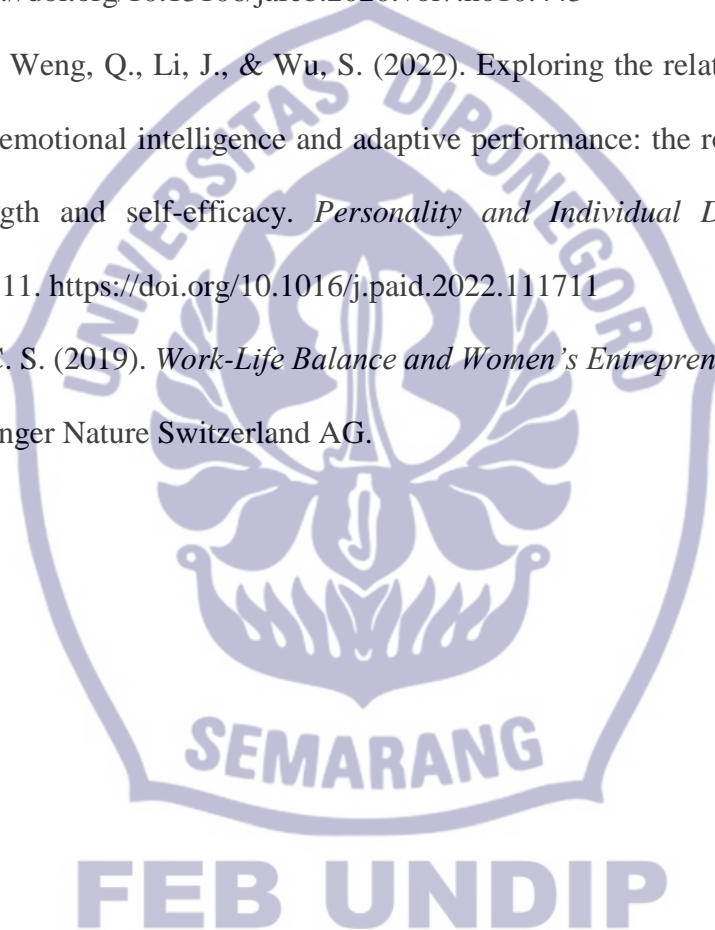 Weng, Q., Li, J., & Wu, S. (2022). Exploring the relat
emotional intelligence and adaptive performance: the r
gth and self-efficacy. Personality and Individual D
11. https://doi.org/10.1016/j.paid.2022.111711
C. S. (2019). Work-Life Balance and Women's Entrepren
nger Nature Switzerland AG.
UNIVERSITAS DIPONEGORO
SEMARANG
FEB UNDIP